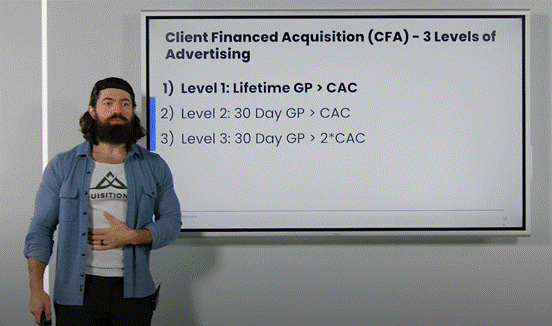 Client Financed Acquisition (CFA) - 3 Levels of
Advertising
1) Level 1: Lifetime GP > CAC
2) Level 2: 30 Day GP > CAC
3) Level 3: 30 Day GP > 2*CAC
UISITION